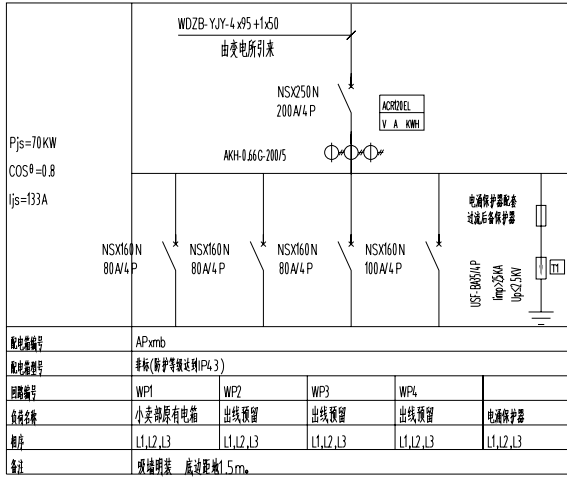 WDZB-YJY-4x95+1x50
由变电所引来
NSX250N
200A/4P
ACR120EL
V A KWH
AKH-0.66G-200/5
Pjs=70KW
COSθ=0.8
Ijs=133A
NSX160N
80A/4P
NSX160N
80A/4P
NSX160N
80A/4P
NSX160N
100A/4P
电涌保护器配套
过流后备保护器
T1
USF-BA05/4P
Iimp>25KA
Up≤2.5KV
配电箱编号 APxmb
配电箱型号 非标(防护等级达到IP4 3)
回路编号 WP1 WP2 WP3 WP4
负荷名称 小卖部原有电箱 出线预留 出线预留 出线预留 电涌保护器
相序 L1,L2,L3 L1,L2,L3 L1,L2,L3 L1,L2,L3 L1,L2,L3
备注 吸墙明装 底边距地1.5m。